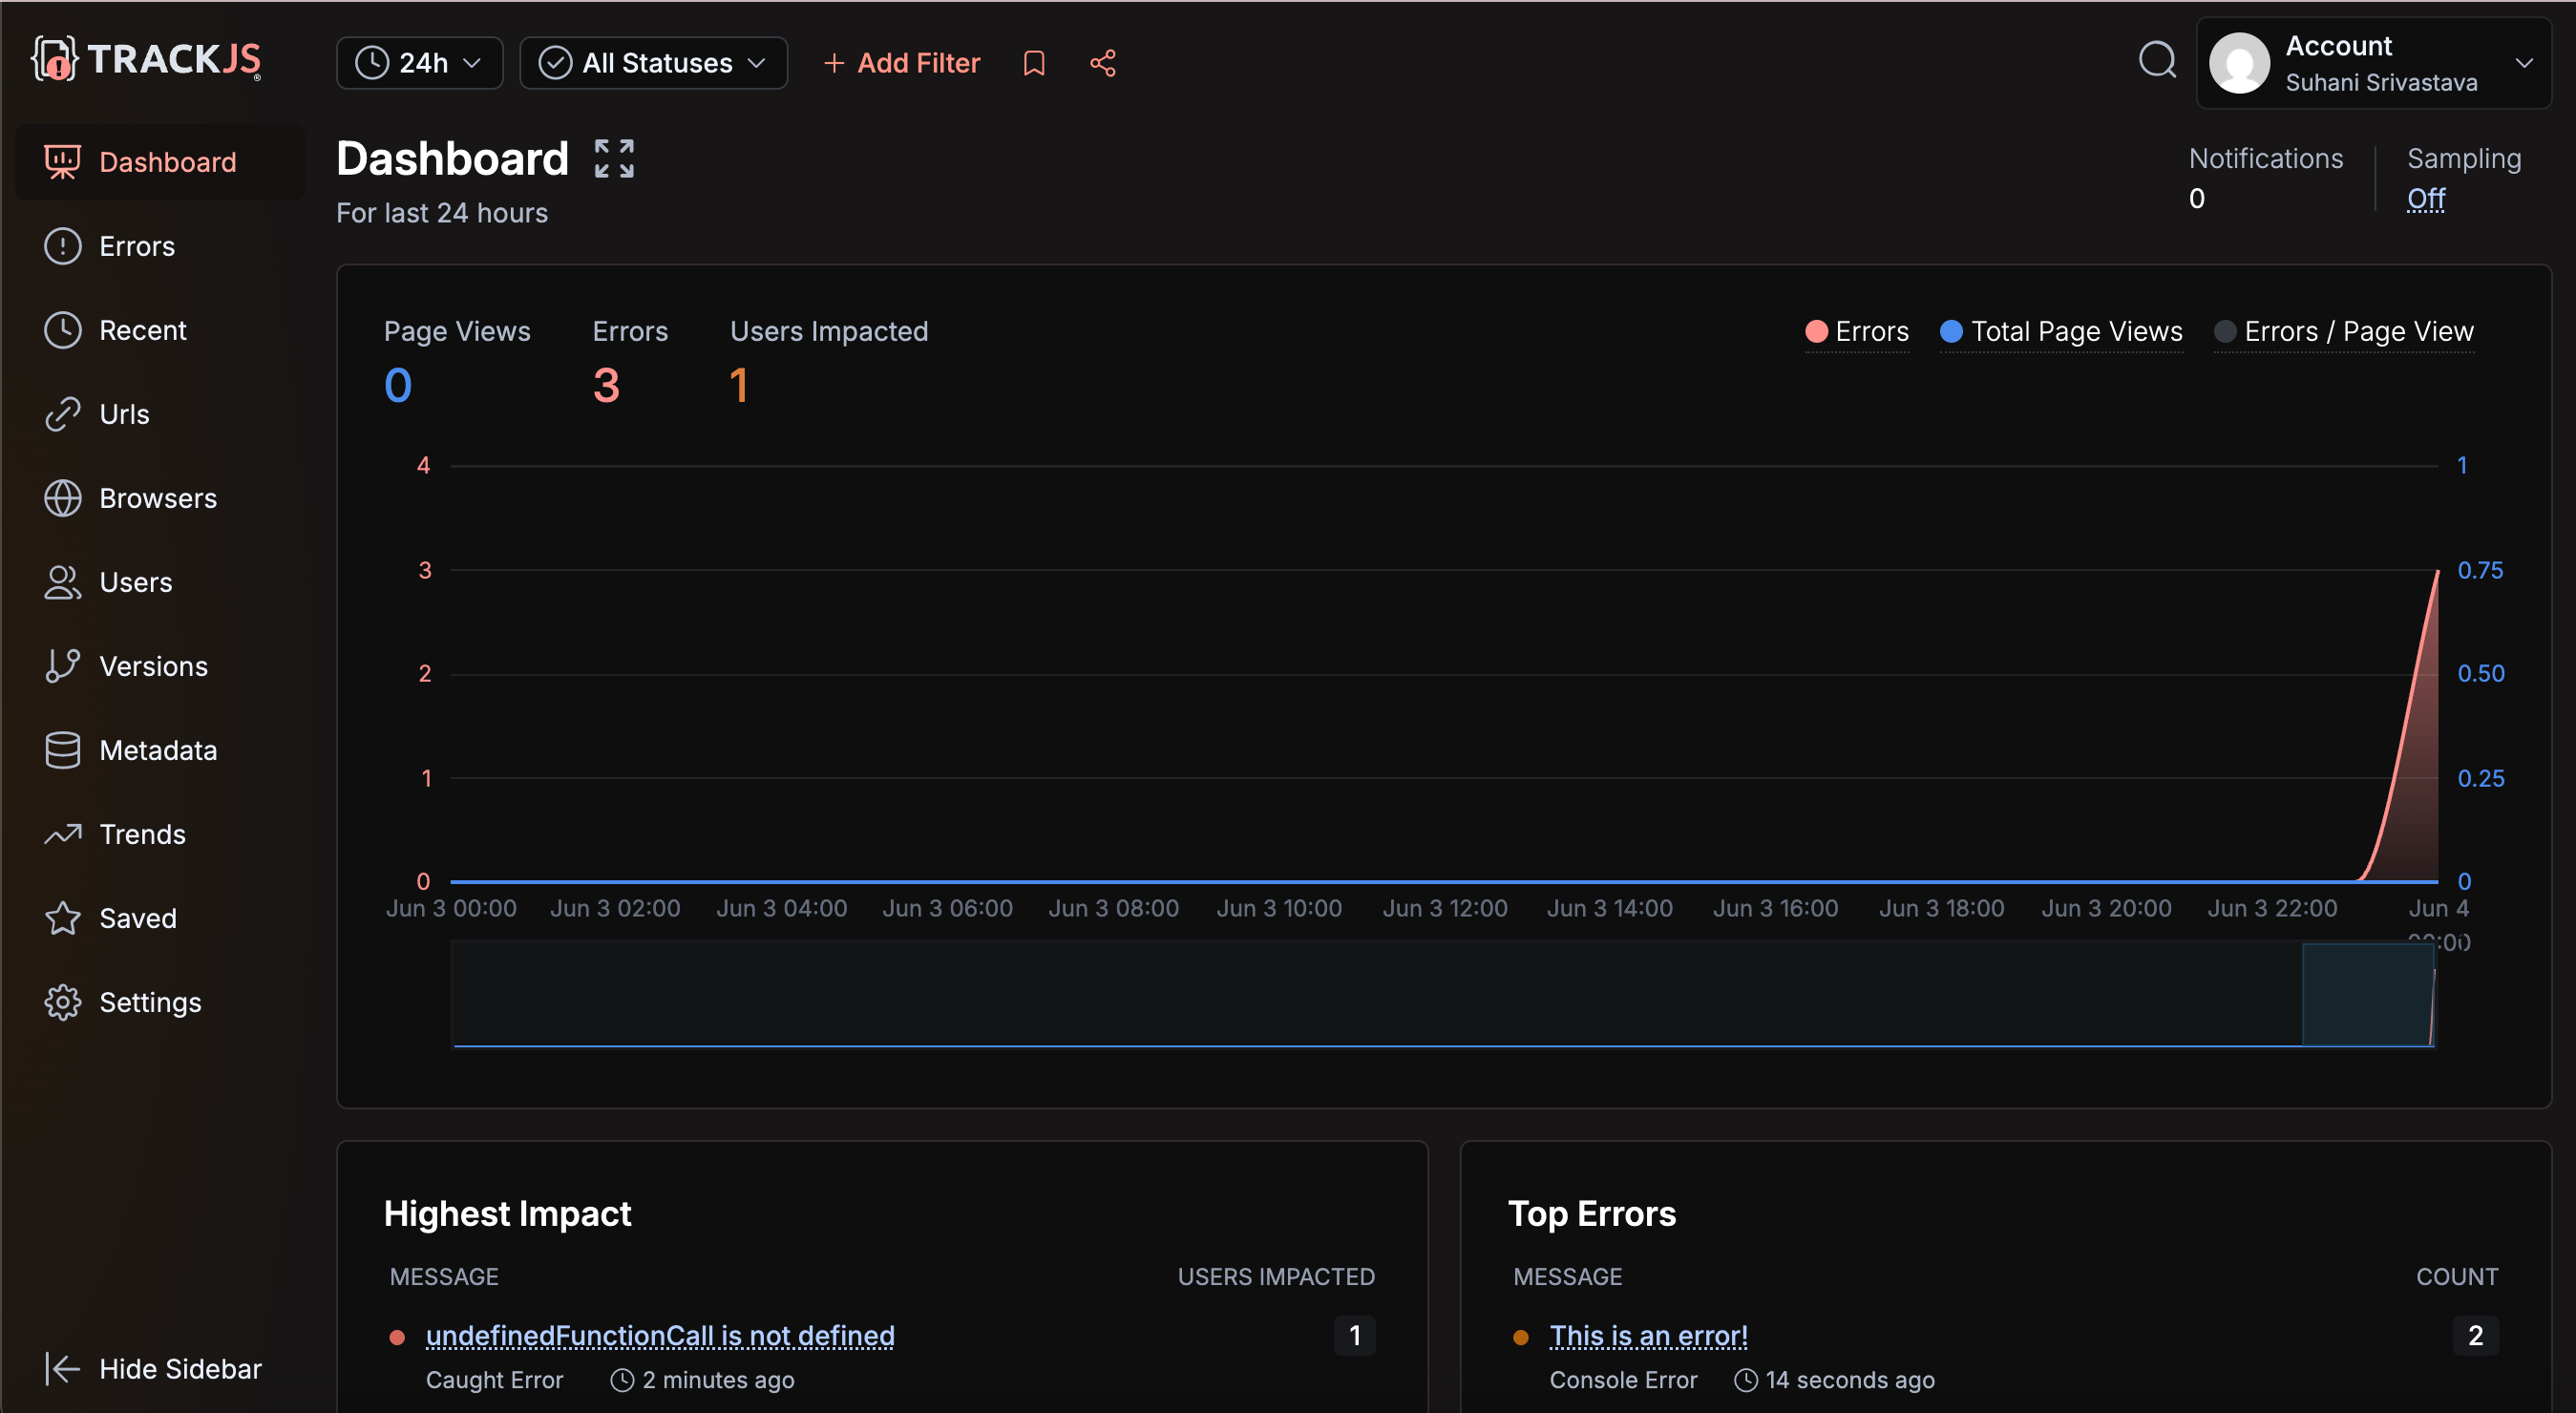 TRACKJS
24h
All Statuses
+ Add Filter
Account
Suhani Srivastava
Dashboard
Errors
Recent
Urls
Browsers
Users
Versions
Metadata
Trends
Saved
Settings
Hide Sidebar
Dashboard
For last 24 hours
Notifications
0
Sampling
Off
Page Views
0
Errors
3
Users Impacted
1
Errors
Total Page Views
Errors / Page View
4
3
2
1
0
1
0.75
0.50
0.25
0
Jun 3 00:00
Jun 3 02:00
Jun 3 04:00
Jun 3 06:00
Jun 3 08:00
Jun 3 10:00
Jun 3 12:00
Jun 3 14:00
Jun 3 16:00
Jun 3 18:00
Jun 3 20:00
Jun 3 22:00
Jun 4
00:00
Highest Impact
MESSAGE
USERS IMPACTED
undefinedFunctionCall is not defined
1
Caught Error
2 minutes ago
Top Errors
MESSAGE
COUNT
This is an error!
2
Console Error
14 seconds ago